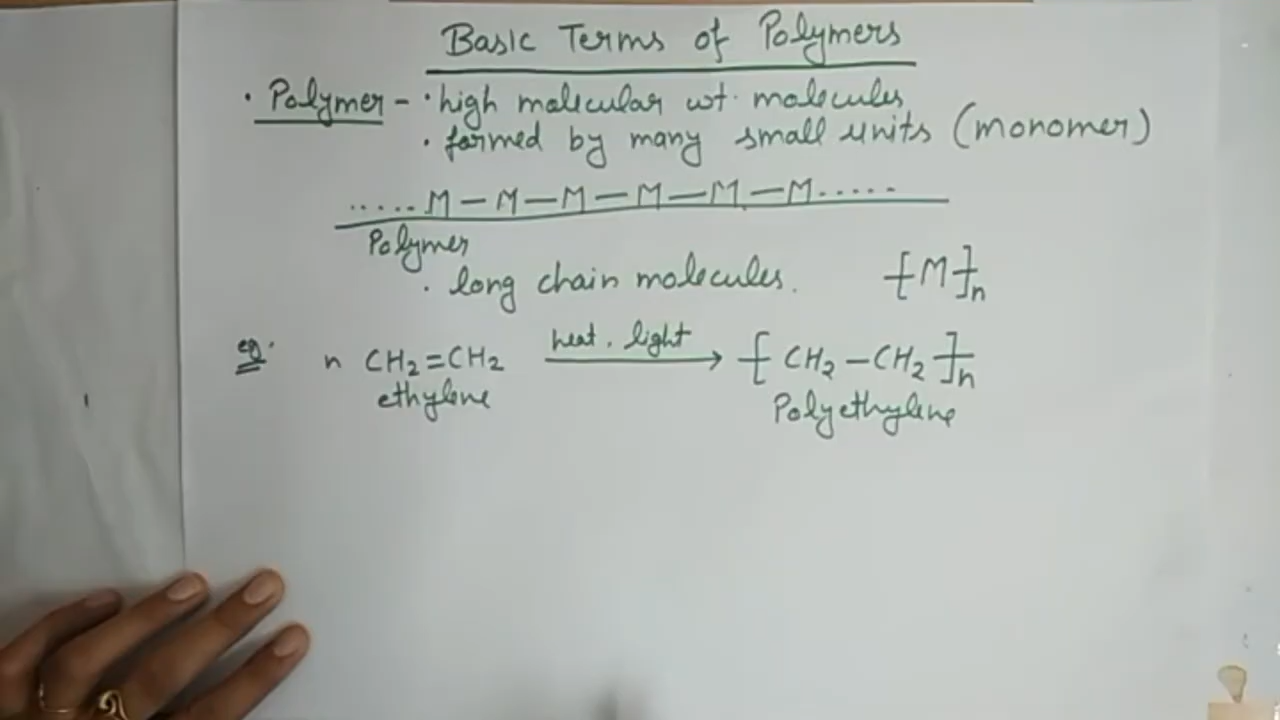 Basic Terms of Polymers
· Polymer - · high molecular wt. molecules
· formed by many small units (monomer)
..... M — M — M — M — M — M .....
Polymer
· long chain molecules. [M]n
eg. n CH2=CH2 heat, light → [CH2—CH2]n
ethylene Polyethylene